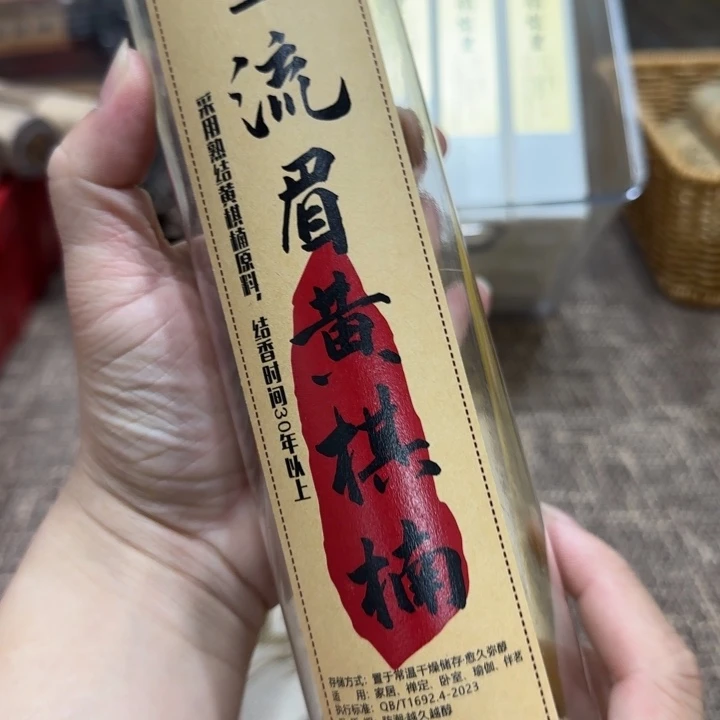 流眉
黄棋楠
采用熟结黄棋楠原料，结香时间30年以上
存储方式：置于常温干燥储存·愈久弥醇
适 用：家居、禅定、卧室、瑜伽、伴茗
执行标准：QB/T1692.4-2023